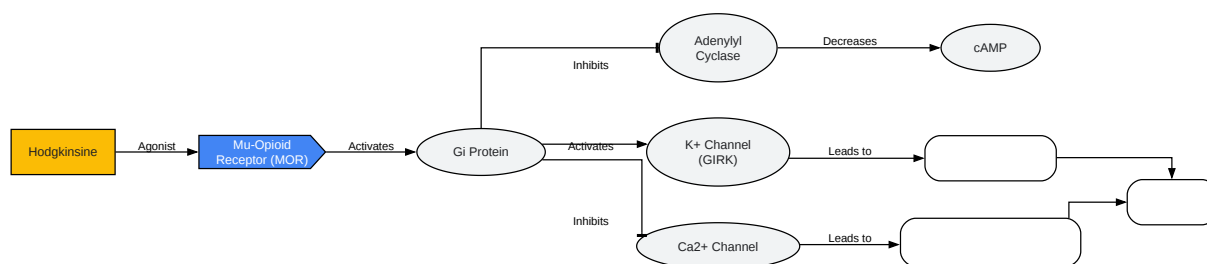 Adenylyl
Cyclase
Decreases
cAMP
Inhibits
Hodgkinsine
Agonist
Mu-Opioid
Receptor (MOR)
Activates
Gi Protein
Activates
K+ Channel
(GIRK)
Leads to
Inhibits
Ca2+ Channel
Leads to